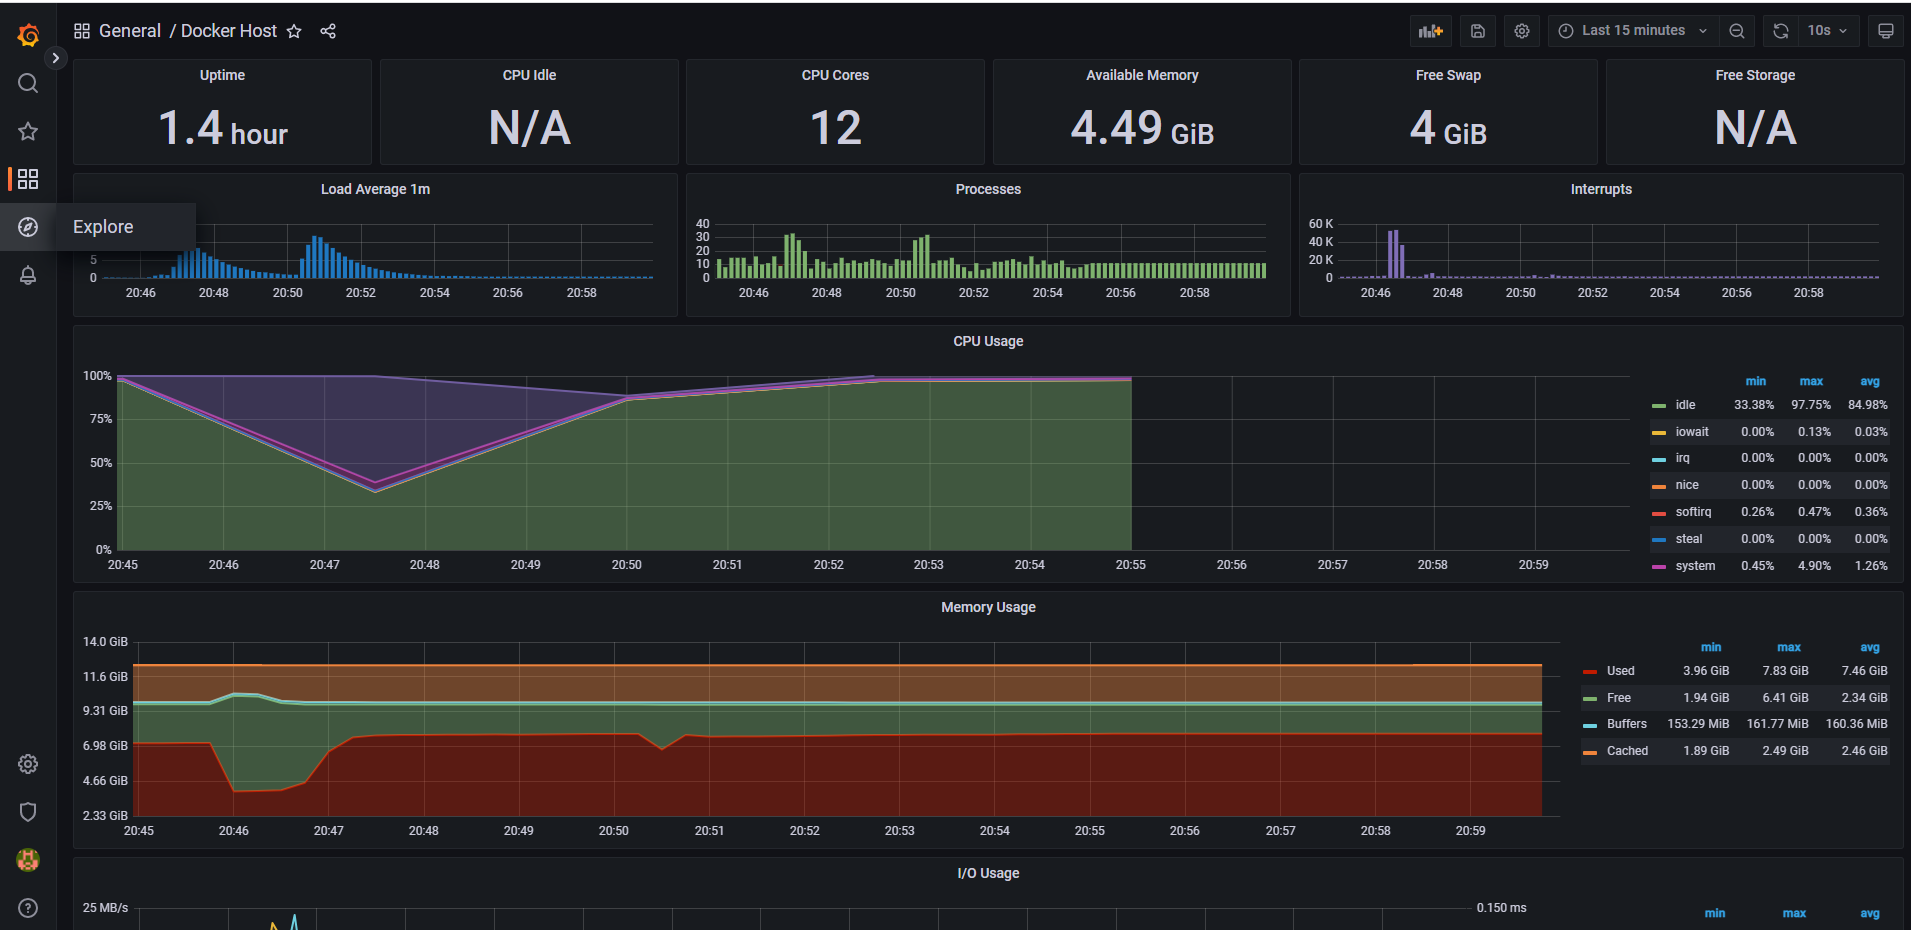 General / Docker Host
Last 15 minutes
10s
Uptime
1.4 hour
CPU Idle
N/A
CPU Cores
12
Available Memory
4.49 GiB
Free Swap
4 GiB
Free Storage
N/A
Explore
Load Average 1m
5
0
20:46 20:48 20:50 20:52 20:54 20:56 20:58
Processes
40
30
20
10
0
20:46 20:48 20:50 20:52 20:54 20:56 20:58
Interrupts
60 K
40 K
20 K
0
20:46 20:48 20:50 20:52 20:54 20:56 20:58
CPU Usage
100%
75%
50%
25%
0%
20:45 20:46 20:47 20:48 20:49 20:50 20:51 20:52 20:53 20:54 20:55 20:56 20:57 20:58 20:59
min max avg
idle 33.38% 97.75% 84.98%
iowait 0.00% 0.13% 0.03%
irq 0.00% 0.00% 0.00%
nice 0.00% 0.00% 0.00%
softirq 0.26% 0.47% 0.36%
steal 0.00% 0.00% 0.00%
system 0.45% 4.90% 1.26%
Memory Usage
14.0 GiB
11.6 GiB
9.31 GiB
6.98 GiB
4.66 GiB
2.33 GiB
20:45 20:46 20:47 20:48 20:49 20:50 20:51 20:52 20:53 20:54 20:55 20:56 20:57 20:58 20:59
min max avg
Used 3.96 GiB 7.83 GiB 7.46 GiB
Free 1.94 GiB 6.41 GiB 2.34 GiB
Buffers 153.29 MiB 161.77 MiB 160.36 MiB
Cached 1.89 GiB 2.49 GiB 2.46 GiB
I/O Usage
25 MB/s
0.150 ms
min max avg